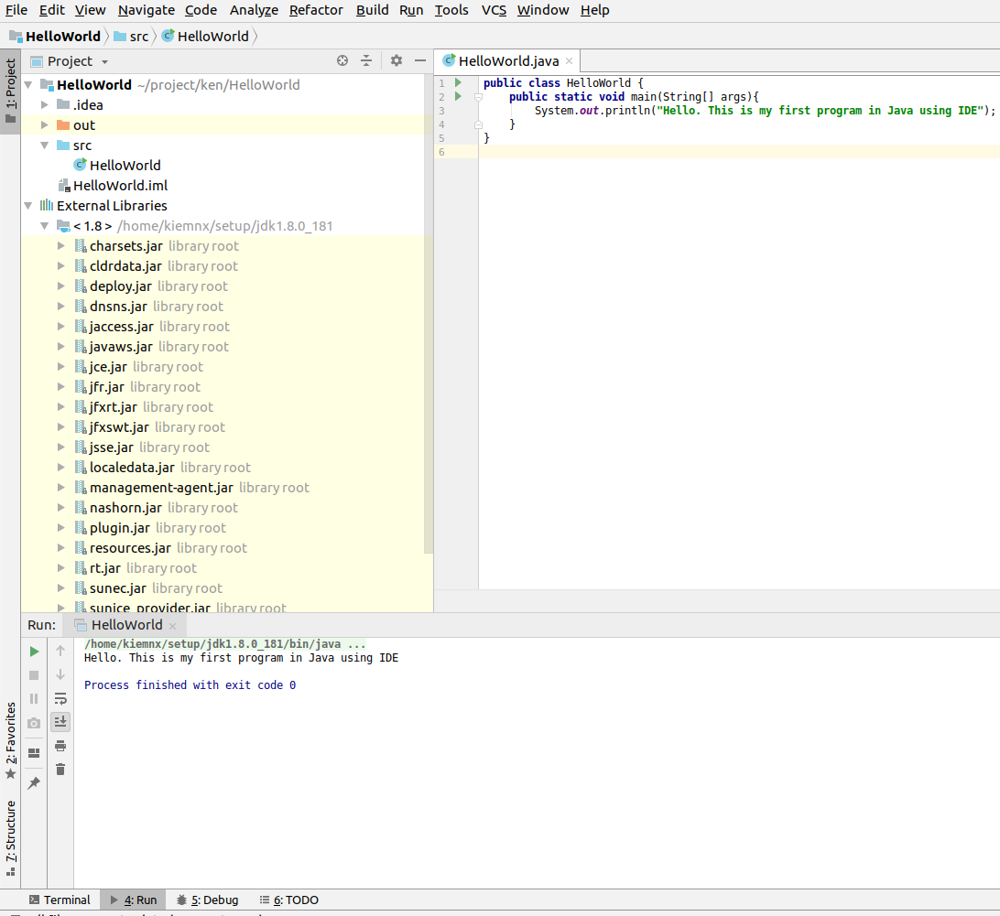 File Edit View Navigate Code Analyze Refactor Build Run Tools VCS Window Help
HelloWorld src HelloWorld
1: Project
Project
HelloWorld ~/project/ken/HelloWorld
.idea
out
src
HelloWorld
HelloWorld.iml
External Libraries
< 1.8 > /home/kiemnx/setup/jdk1.8.0_181
charsets.jar library root
cldrdata.jar library root
deploy.jar library root
dnsns.jar library root
jaccess.jar library root
javaws.jar library root
jce.jar library root
jfr.jar library root
jfxrt.jar library root
jfxswt.jar library root
jsse.jar library root
localedata.jar library root
management-agent.jar library root
nashorn.jar library root
plugin.jar library root
resources.jar library root
rt.jar library root
sunec.jar library root
sunjce_provider.jar library root
HelloWorld.java
1 public class HelloWorld {
2 public static void main(String[] args){
3 System.out.println("Hello. This is my first program in Java using IDE");
4 }
5 }
6
Run: HelloWorld
/home/kiemnx/setup/jdk1.8.0_181/bin/java ...
Hello. This is my first program in Java using IDE
Process finished with exit code 0
2: Favorites
7: Structure
Terminal 4: Run 5: Debug 6: TODO